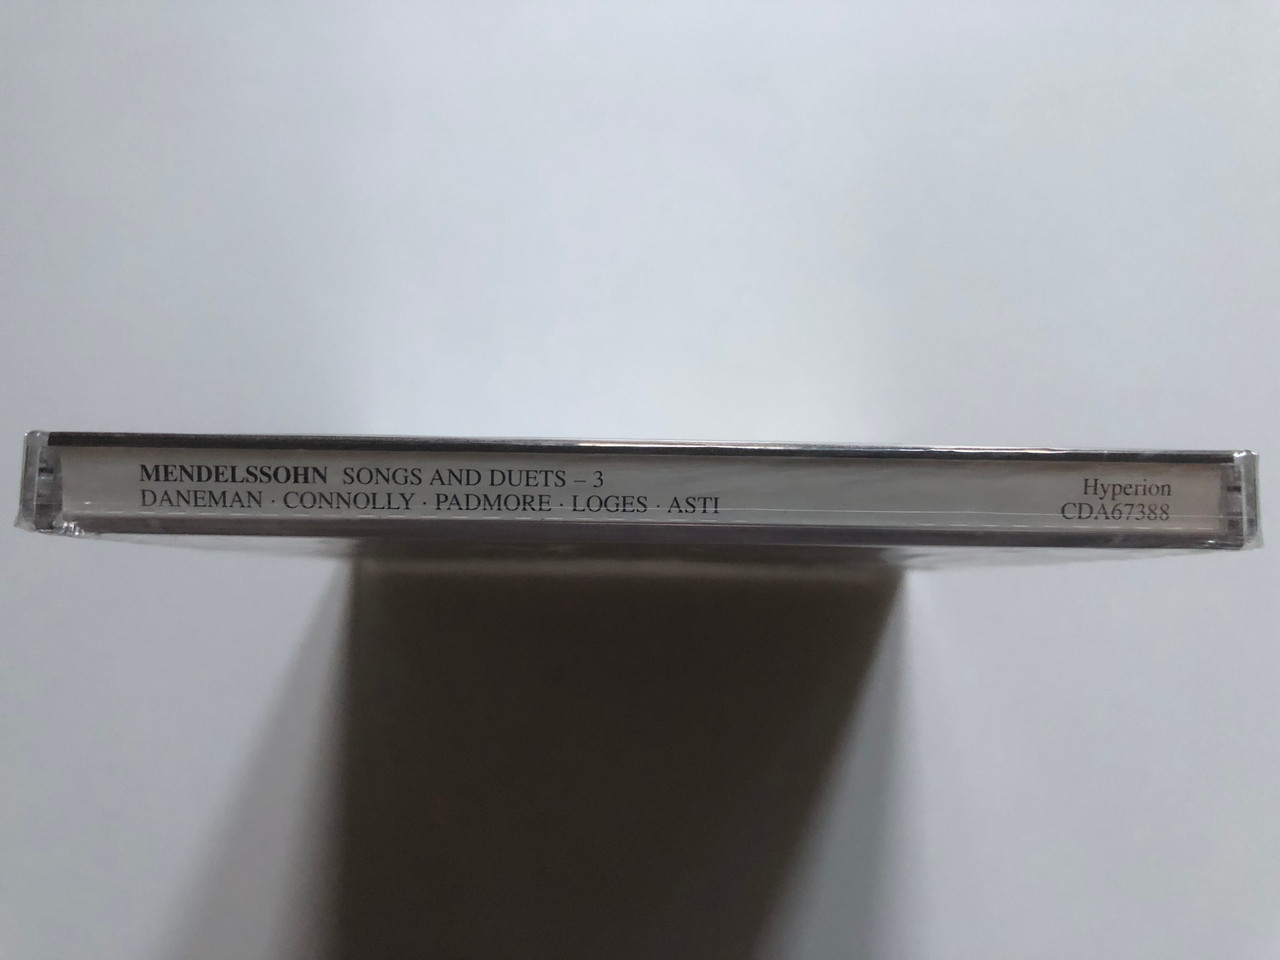 MENDELSSOHN SONGS AND DUETS – 3
DANEMAN · CONNOLLY · PADMORE · LOGES · ASTI
Hyperion
CDA67388